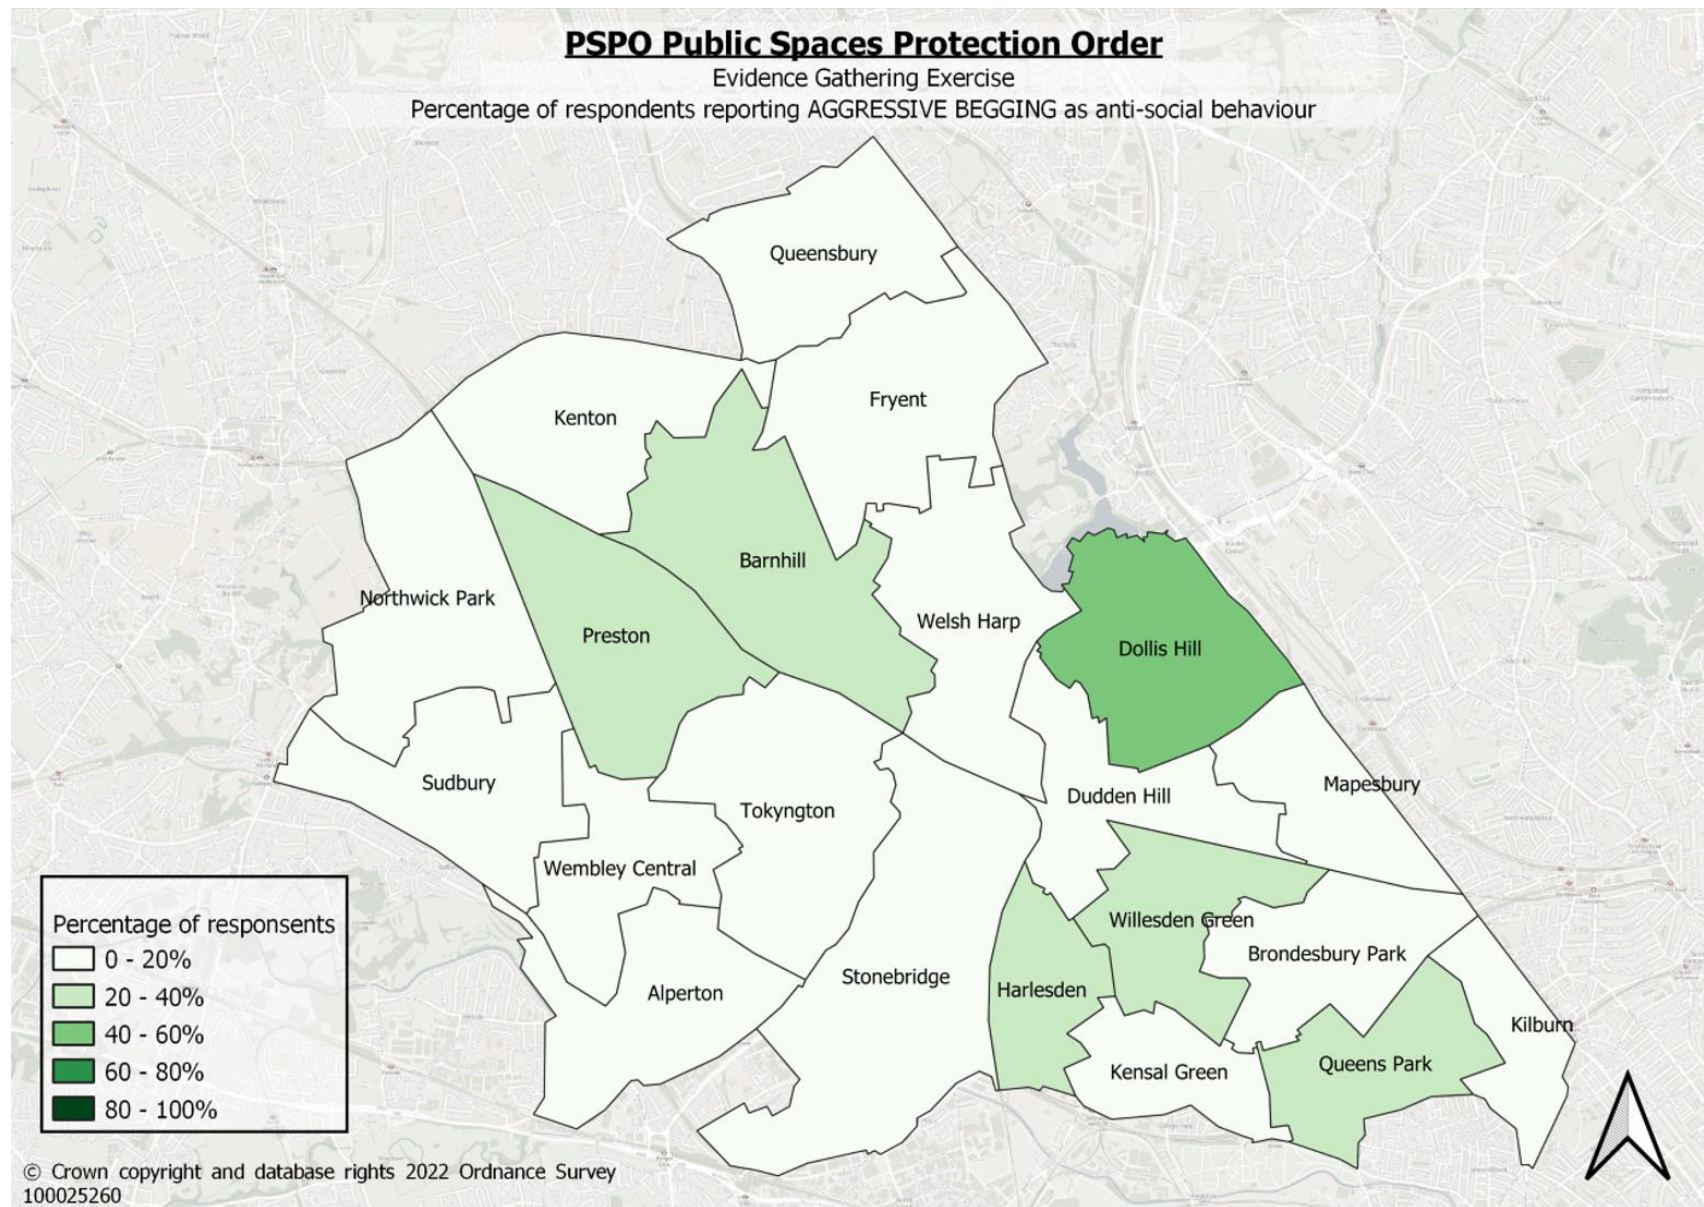 PSPO Public Spaces Protection Order
Evidence Gathering Exercise
Percentage of respondents reporting AGGRESSIVE BEGGING as anti-social behaviour
Queensbury
Fryent
Kenton
Barnhill
Northwick Park
Preston
Welsh Harp
Dollis Hill
Sudbury
Mapesbury
Dudden Hill
Tokyngton
Wembley Central
Willesden Green
Brondesbury Park
Stonebridge
Harlesden
Alperton
Kilburn
Queens Park
Kensal Green
Percentage of responsents
0 - 20%
20 - 40%
40 - 60%
60 - 80%
80 - 100%
© Crown copyright and database rights 2022 Ordnance Survey
100025260